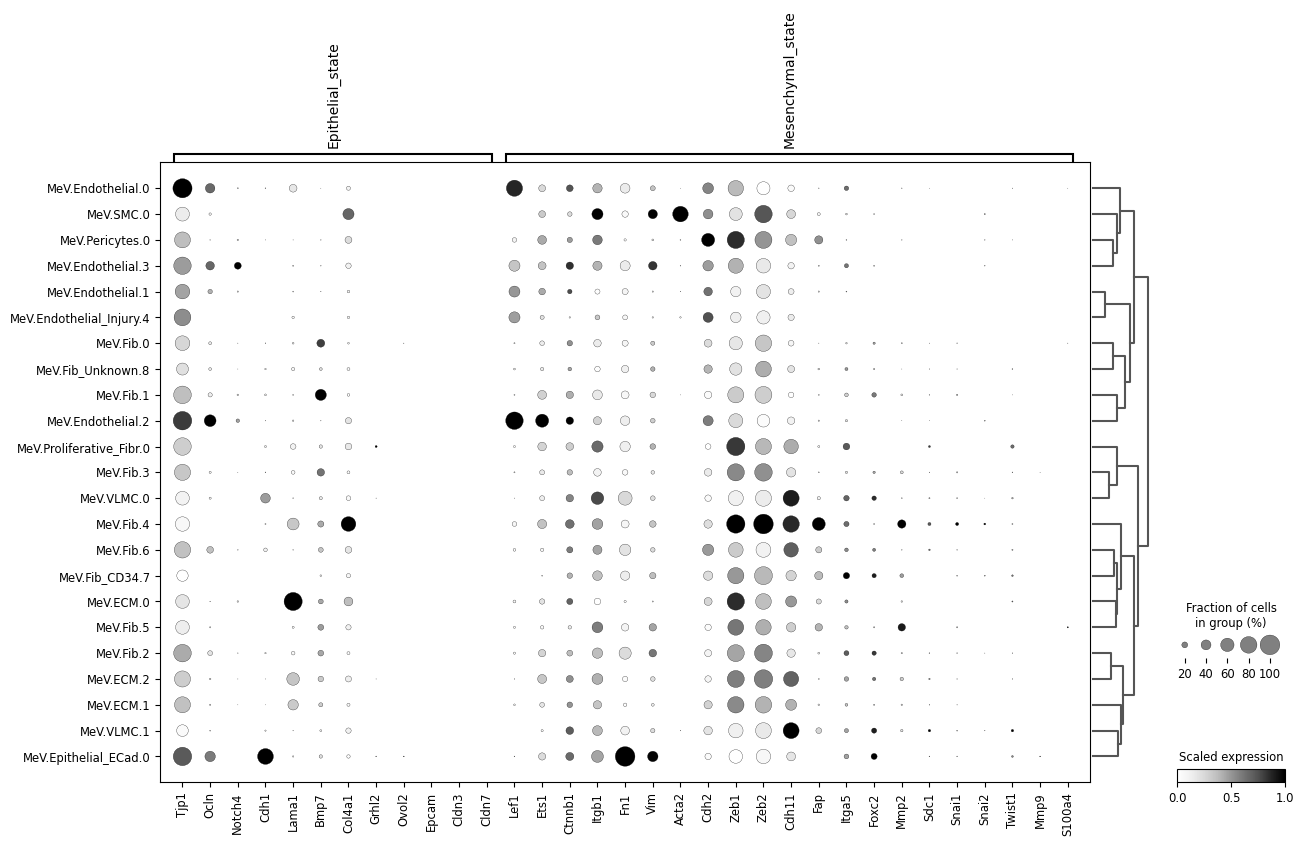 Epithelial_state
Mesenchymal_state
MeV.Endothelial.0
MeV.SMC.0
MeV.Pericytes.0
MeV.Endothelial.3
MeV.Endothelial.1
MeV.Endothelial_Injury.4
MeV.Fib.0
MeV.Fib_Unknown.8
MeV.Fib.1
MeV.Endothelial.2
MeV.Proliferative_Fibr.0
MeV.Fib.3
MeV.VLMC.0
MeV.Fib.4
MeV.Fib.6
MeV.Fib_CD34.7
MeV.ECM.0
MeV.Fib.5
MeV.Fib.2
MeV.ECM.2
MeV.ECM.1
MeV.VLMC.1
MeV.Epithelial_ECad.0
Tjp1
Ocln
Notch4
Cdh1
Lama1
Bmp7
Col4a1
Grhl2
Ovol2
Epcam
Cldn3
Cldn7
Lef1
Ets1
Ctnnb1
Itgb1
Fn1
Vim
Acta2
Cdh2
Zeb1
Zeb2
Cdh11
Fap
Itga5
Foxc2
Mmp2
Sdc1
Snai1
Snai2
Twist1
Mmp9
S100a4
Fraction of cells
in group (%)
20 40 60 80 100
Scaled expression
0.0 0.5 1.0